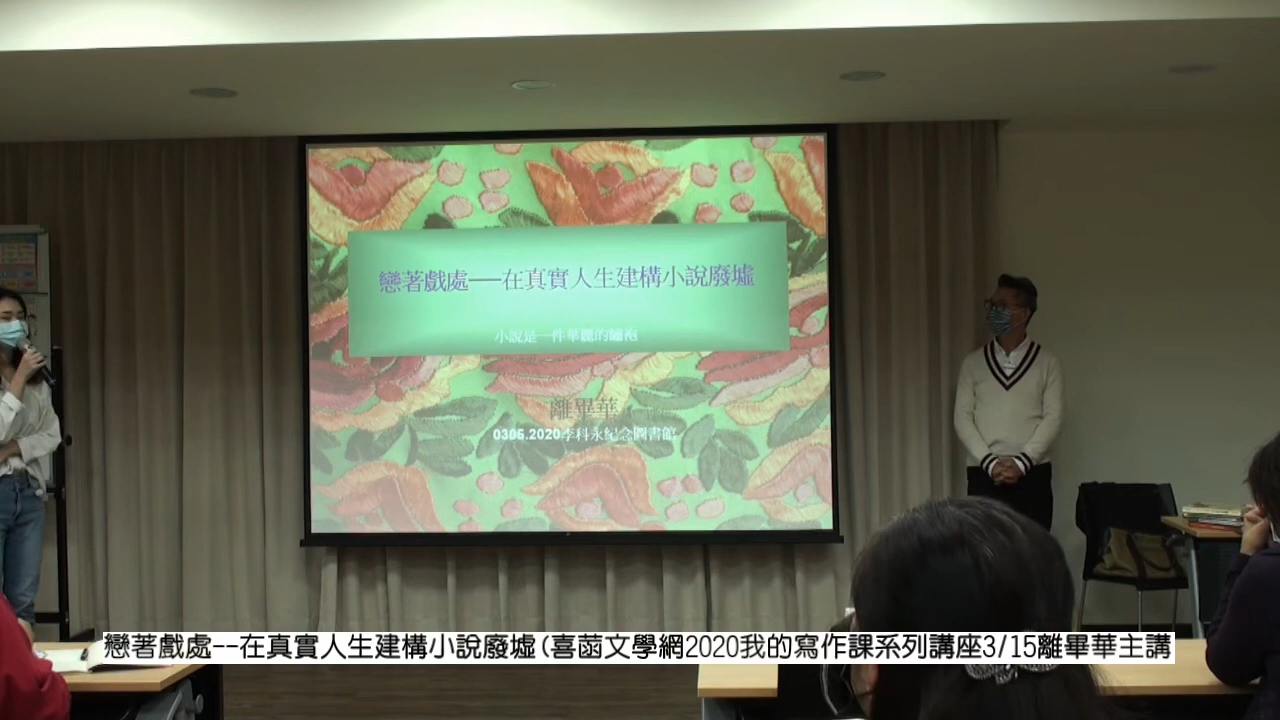 戀著戲處──在真實人生建構小說廢墟
小說是一件華麗的
離畢華
0305.2020李科永紀念圖書館
戀著戲處--在真實人生建構小說廢墟(喜菡文學網2020我的寫作課系列講座3/15離畢華主講